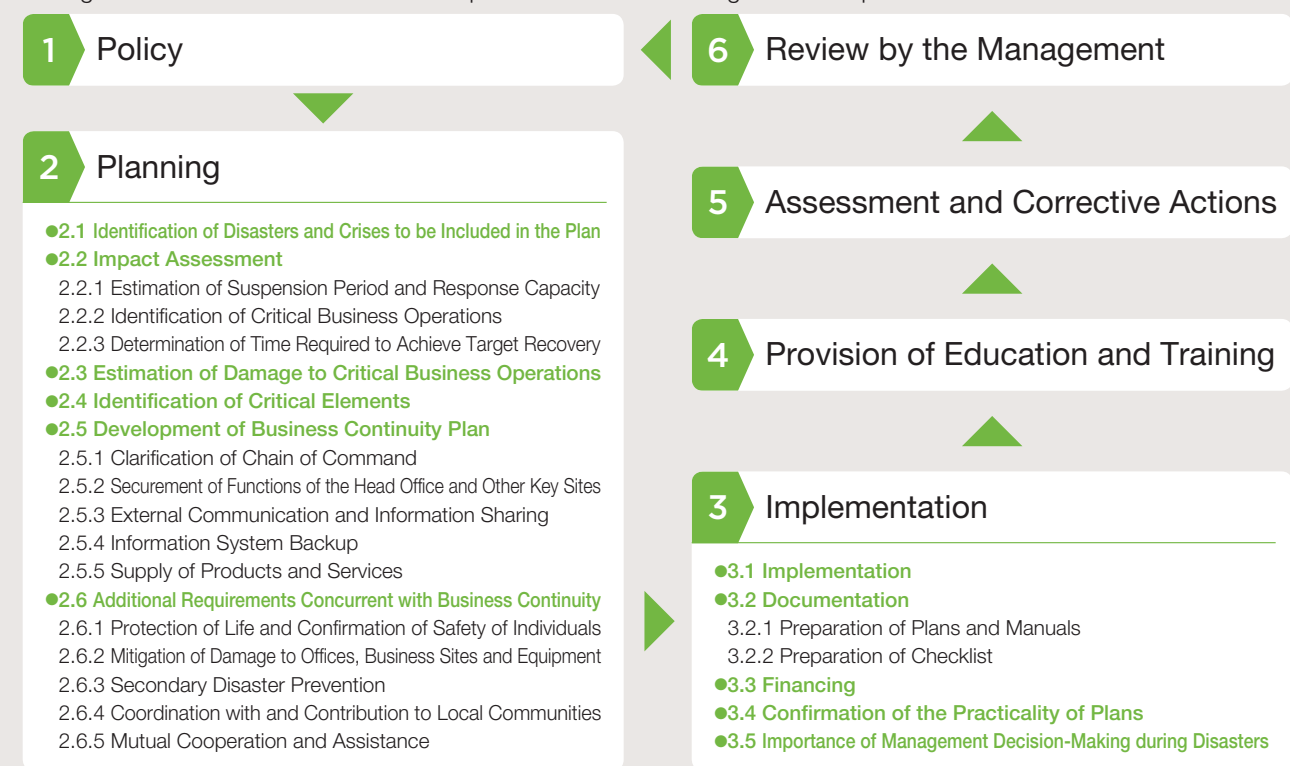 1 Policy
2 Planning
●2.1 Identification of Disasters and Crises to be Included in the Plan
●2.2 Impact Assessment
2.2.1 Estimation of Suspension Period and Response Capacity
2.2.2 Identification of Critical Business Operations
2.2.3 Determination of Time Required to Achieve Target Recovery
●2.3 Estimation of Damage to Critical Business Operations
●2.4 Identification of Critical Elements
●2.5 Development of Business Continuity Plan
2.5.1 Clarification of Chain of Command
2.5.2 Securement of Functions of the Head Office and Other Key Sites
2.5.3 External Communication and Information Sharing
2.5.4 Information System Backup
2.5.5 Supply of Products and Services
●2.6 Additional Requirements Concurrent with Business Continuity
2.6.1 Protection of Life and Confirmation of Safety of Individuals
2.6.2 Mitigation of Damage to Offices, Business Sites and Equipment
2.6.3 Secondary Disaster Prevention
2.6.4 Coordination with and Contribution to Local Communities
2.6.5 Mutual Cooperation and Assistance
6 Review by the Management
5 Assessment and Corrective Actions
4 Provision of Education and Training
3 Implementation
●3.1 Implementation
●3.2 Documentation
3.2.1 Preparation of Plans and Manuals
3.2.2 Preparation of Checklist
●3.3 Financing
●3.4 Confirmation of the Practicality of Plans
●3.5 Importance of Management Decision-Making during Disasters